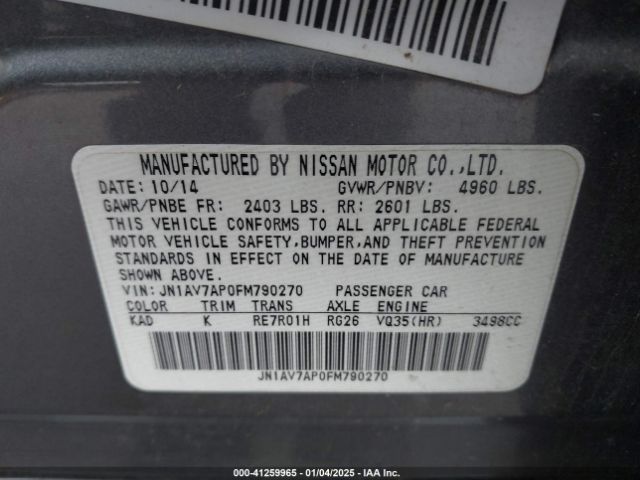 MANUFACTURED BY NISSAN MOTOR CO.,LTD.
DATE: 10/14 GVWR/PNBV: 4960 LBS.
GAWR/PNBE FR: 2403 LBS. RR: 2601 LBS.
THIS VEHICLE CONFORMS TO ALL APPLICABLE FEDERAL
MOTOR VEHICLE SAFETY, BUMPER, AND THEFT PREVENTION
STANDARDS IN EFFECT ON THE DATE OF MANUFACTURE
SHOWN ABOVE.
VIN: JN1AV7AP0FM790270 PASSENGER CAR
COLOR TRIM TRANS AXLE ENGINE
KAD K RE7R01H RG26 VQ35(HR) 3498CC
JN1AV7AP0FM790270
000-41259965 - 01/04/2025 - IAA Inc.